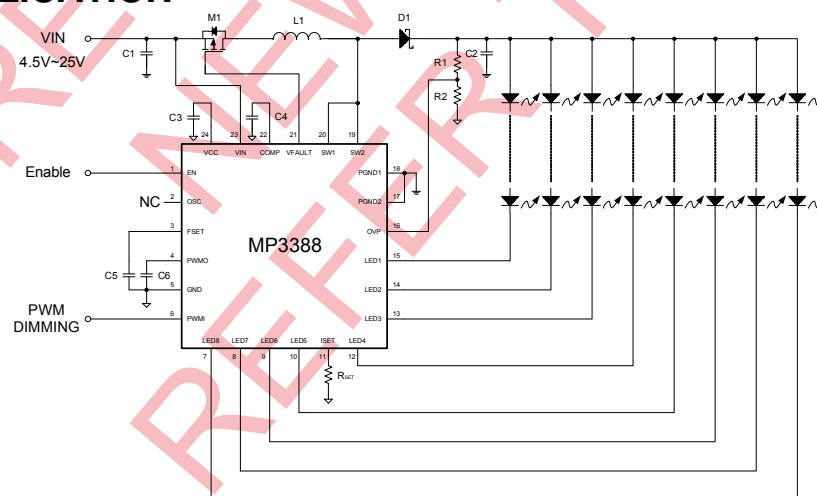 M1
L1
D1
VIN
4.5V~25V
C1
C2
R1
R2
C3
C4
24
23
22
21
20
19
VCC
VIN
COMP
VFAULT
SW1
SW2
Enable
1
EN
PGND1
18
NC
2
OSC
PGND2
17
3
FSET
OVP
16
MP3388
4
PWMO
LED1
15
C5
C6
5
GND
LED2
14
PWM
DIMMING
6
PWMI
LED3
13
LED8
LED7
LED6
LED5
ISET
LED4
7
8
9
10
11
12
RSET
REFER T